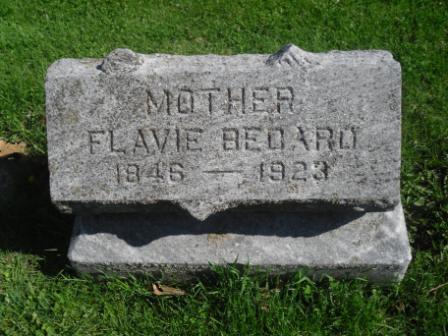 MOTHER
FLAVIE BEDARD
1846 — 1923